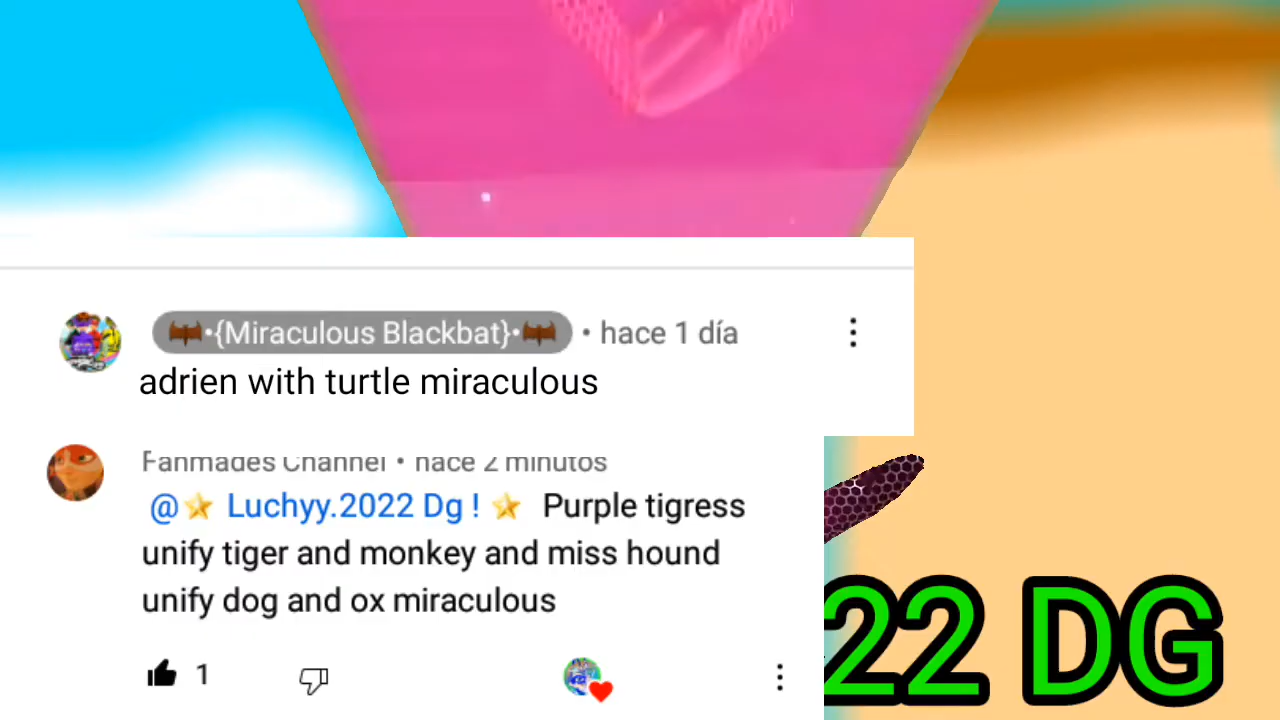 •{Miraculous Blackbat}• • hace 1 día
adrien with turtle miraculous
Fanmades Channel • hace 2 minutos
@⭐ Luchyy.2022 Dg ! ⭐ Purple tigress
unify tiger and monkey and miss hound
unify dog and ox miraculous
1
22 DG